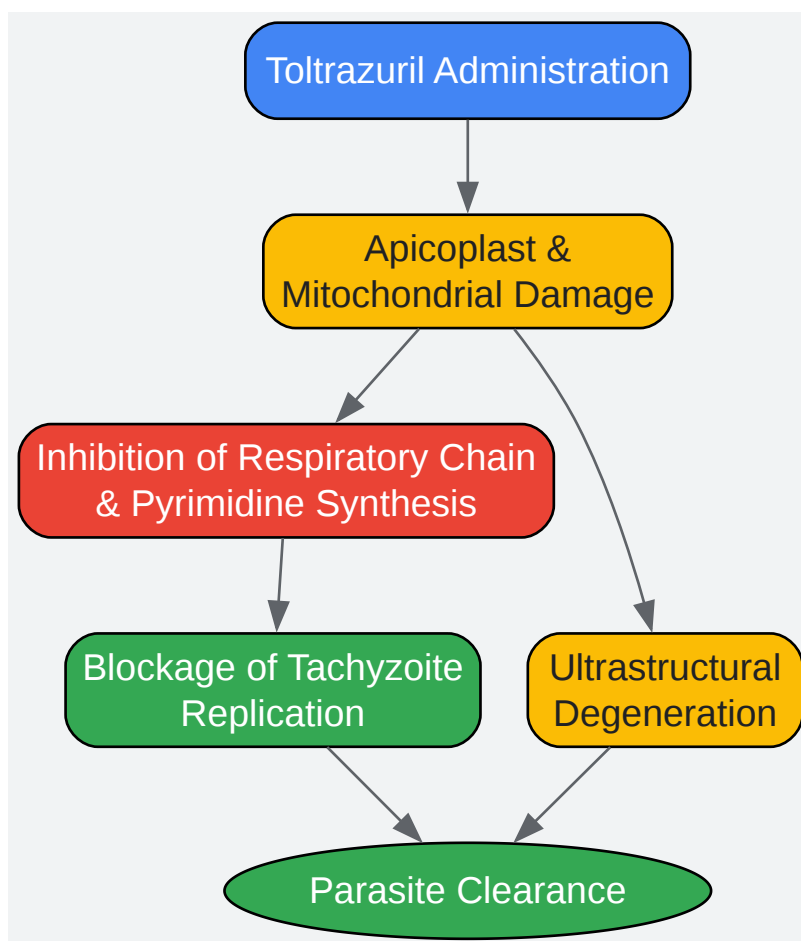 Toltrazuril Administration
Apicoplast &
Mitochondrial Damage
Inhibition of Respiratory Chain
& Pyrimidine Synthesis
Blockage of Tachyzoite
Replication
Ultrastructural
Degeneration
Parasite Clearance